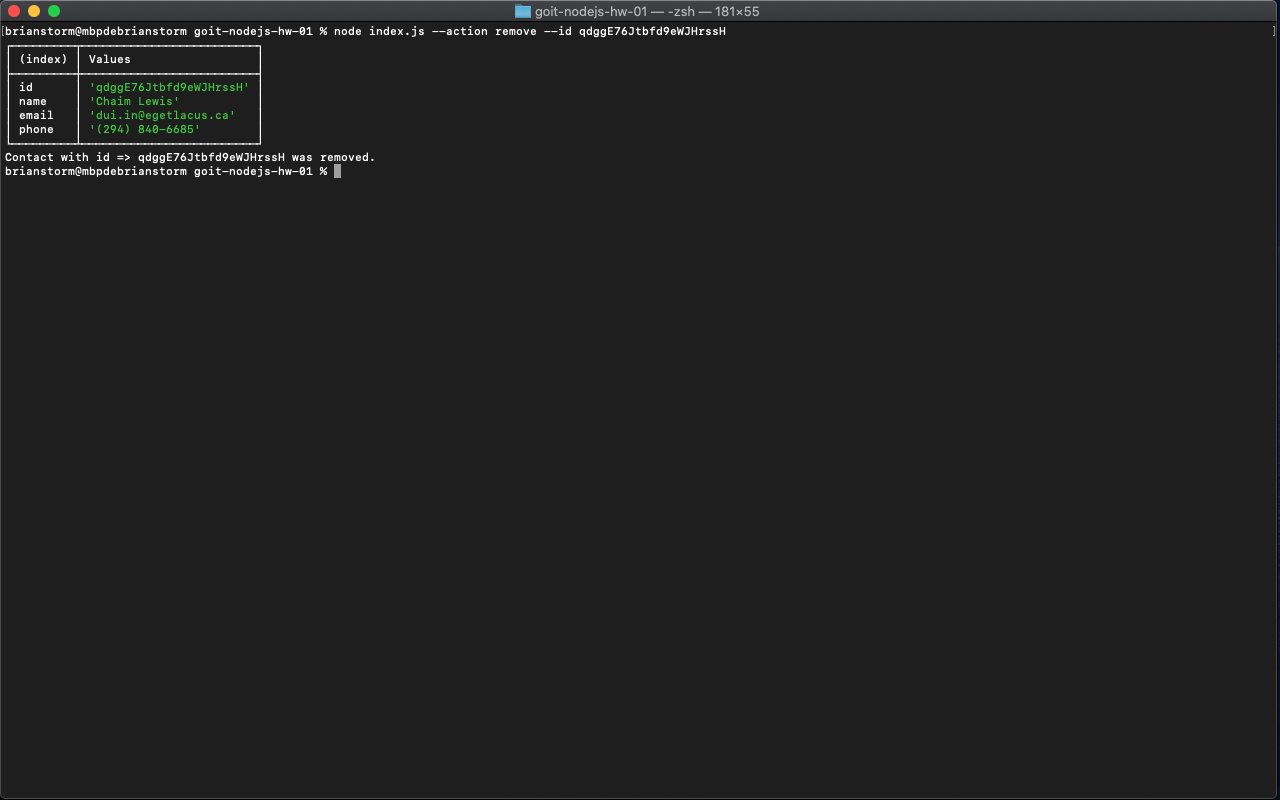 goit-nodejs-hw-01 — -zsh — 181×55
[brianstorm@mbpdebrianstorm goit-nodejs-hw-01 % node index.js --action remove --id qdggE76Jtbfd9eWJHrssH ]
(index) Values
id 'qdggE76Jtbfd9eWJHrssH'
name 'Chaim Lewis'
email 'dui.in@egetlacus.ca'
phone '(294) 840-6685'
Contact with id => qdggE76Jtbfd9eWJHrssH was removed.
brianstorm@mbpdebrianstorm goit-nodejs-hw-01 %